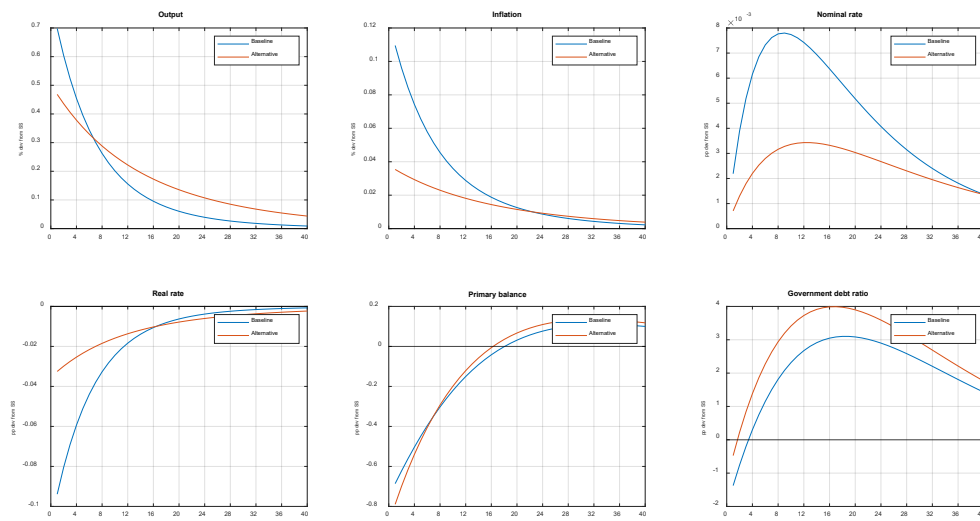 Output
% dev from SS
0.7
0.6
0.5
0.4
0.3
0.2
0.1
0
0 4 8 12 16 20 24 28 32 36 40
Baseline
Alternative
Inflation
% dev from SS
0.12
0.1
0.08
0.06
0.04
0.02
0
0 4 8 12 16 20 24 28 32 36 40
Baseline
Alternative
Nominal rate
× 10 -3
pp dev from SS
8
7
6
5
4
3
2
1
0
0 4 8 12 16 20 24 28 32 36 40
Baseline
Alternative
Real rate
pp dev from SS
0
-0.02
-0.04
-0.06
-0.08
-0.1
0 4 8 12 16 20 24 28 32 36 40
Baseline
Alternative
Primary balance
pp dev from SS
0.2
0
-0.2
-0.4
-0.6
-0.8
0 4 8 12 16 20 24 28 32 36 40
Baseline
Alternative
Government debt ratio
pp dev from SS
4
3
2
1
0
-1
-2
0 4 8 12 16 20 24 28 32 36 40
Baseline
Alternative